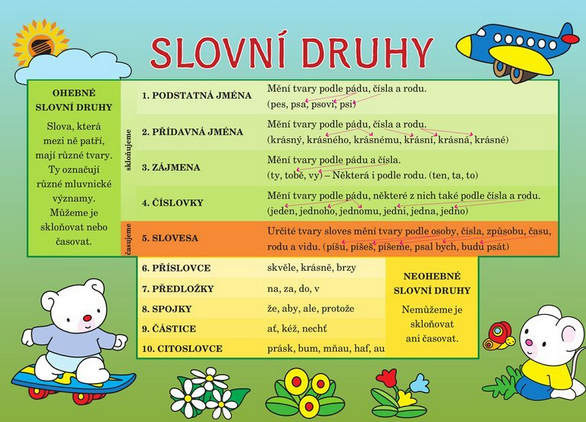 SLOVNÍ DRUHY
OHEBNÉ
SLOVNÍ DRUHY
Slova, která
mezi ně patří,
mají různé tvary.
Ty označují
různé mluvnické
významy.
Můžeme je
skloňovat nebo
časovat.
skloňujeme
1. PODSTATNÁ JMÉNA
Mění tvary podle pádu, čísla a rodu.
(pes, psa, psovi, psi)
2. PŘÍDAVNÁ JMÉNA
Mění tvary podle pádu, čísla a rodu.
(krásný, krásného, krásnému, krásní, krásná, krásné)
3. ZÁJMENA
Mění tvary podle pádu a čísla.
(ty, tobě, vy) – Některá i podle rodu. (ten, ta, to)
4. ČÍSLOVKY
Mění tvary podle pádu, některé z nich také podle čísla a rodu.
(jeden, jednoho, jednomu, jedni, jedna, jedno)
časujeme
5. SLOVESA
Určité tvary sloves mění tvary podle osoby, čísla, způsobu, času,
rodu a vidu. (píšu, píšeš, píšeme, psal bych, budu psát)
6. PŘÍSLOVCE
skvěle, krásně, brzy
7. PŘEDLOŽKY
na, za, do, v
8. SPOJKY
že, aby, ale, protože
9. ČÁSTICE
ať, kéž, nechť
10. CITOSLOVCE
prásk, bum, mňau, haf, au
NEOHEBNÉ
SLOVNÍ DRUHY
Nemůžeme je
skloňovat
ani časovat.